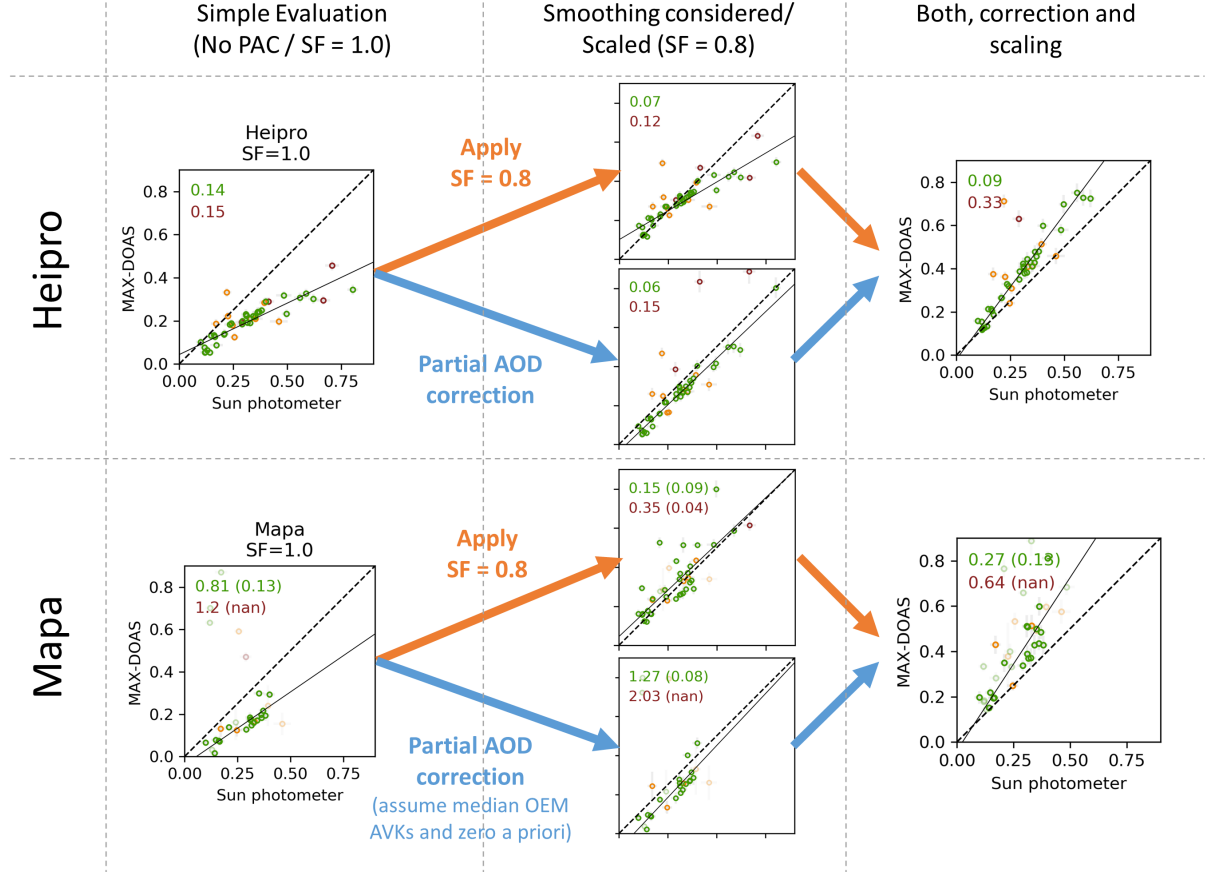 Simple Evaluation
(No PAC / SF = 1.0)
Smoothing considered/
Scaled (SF = 0.8)
Both, correction and
scaling
Heipro
Heipro
SF=1.0
0.14
0.15
MAX-DOAS
0.8
0.6
0.4
0.2
0.0
0.00
0.25
0.50
0.75
Sun photometer
Apply
SF = 0.8
Partial AOD
correction
0.07
0.12
0.06
0.15
0.09
0.33
MAX-DOAS
0.8
0.6
0.4
0.2
0.0
0.00
0.25
0.50
0.75
Sun photometer
Mapa
Mapa
SF=1.0
0.81 (0.13)
1.2 (nan)
MAX-DOAS
0.8
0.6
0.4
0.2
0.0
0.00
0.25
0.50
0.75
Sun photometer
Apply
SF = 0.8
Partial AOD
correction
(assume median OEM
AVKs and zero a priori)
0.15 (0.09)
0.35 (0.04)
1.27 (0.08)
2.03 (nan)
0.27 (0.13)
0.64 (nan)
MAX-DOAS
0.8
0.6
0.4
0.2
0.0
0.00
0.25
0.50
0.75
Sun photometer